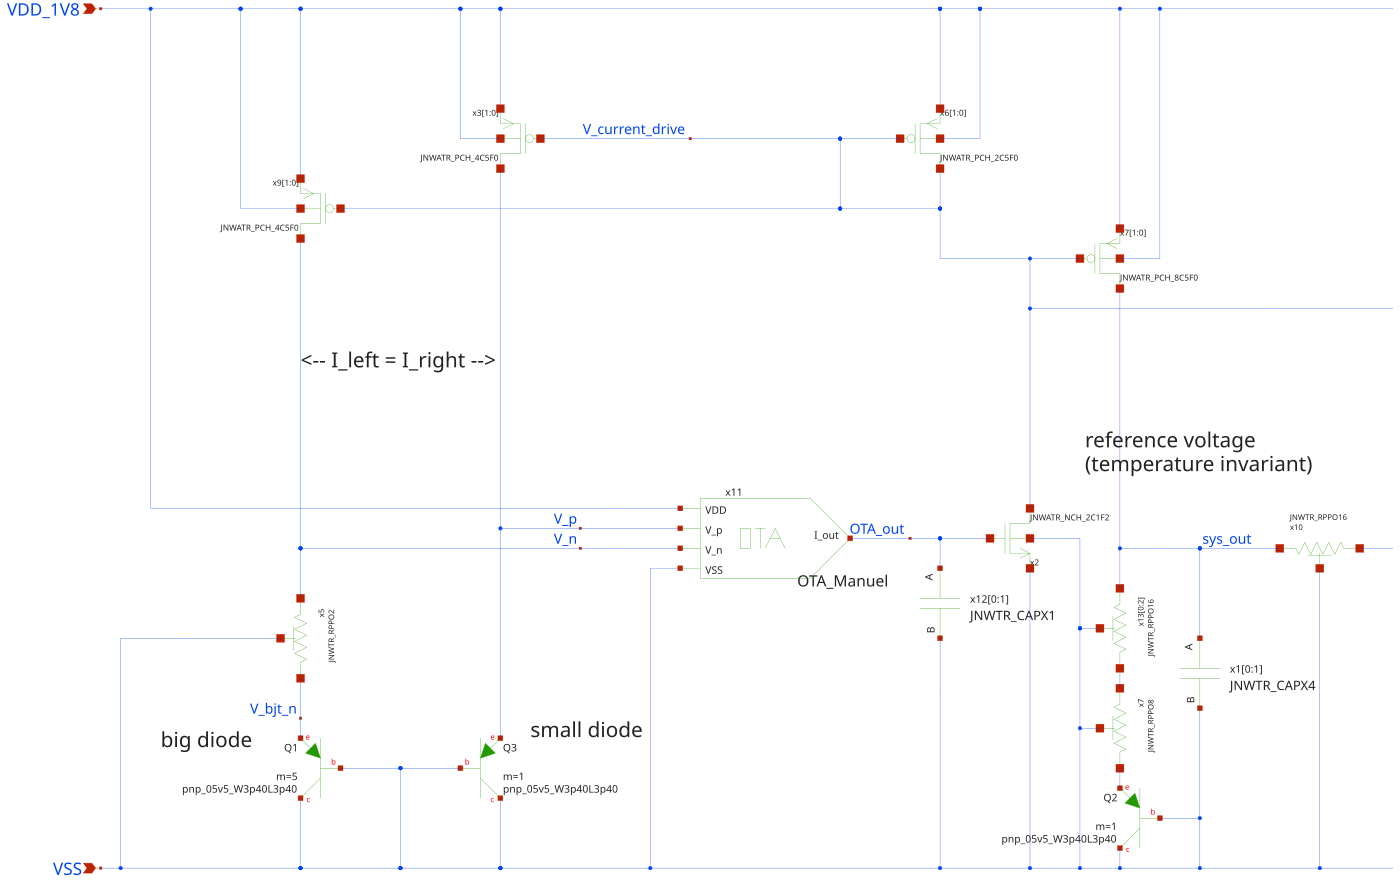 VDD_1V8
x3[1:0]
V_current_drive
x6[1:0]
JNWATR_PCH_4C5F0
JNWATR_PCH_2C5F0
x9[1:0]
JNWATR_PCH_4C5F0
x7[1:0]
JNWATR_PCH_8C5F0
<-- I_left = I_right -->
reference voltage
(temperature invariant)
x11
VDD
V_p
V_p
V_n
V_n
VSS
OTA
I_out
OTA_Manuel
OTA_out
JNWATR_NCH_2C1F2
x2
sys_out
JNWTR_RPPO16
x10
A
x12[0:1]
JNWTR_CAPX1
B
x5
JNWTR_RPPO2
x13[0:2]
JNWTR_RPPO16
A
x1[0:1]
JNWTR_CAPX4
B
x7
JNWTR_RPPO8
V_bjt_n
big diode
small diode
e
Q1
b
m=5
pnp_05v5_W3p40L3p40
c
e
Q3
b
m=1
pnp_05v5_W3p40L3p40
c
e
Q2
b
m=1
pnp_05v5_W3p40L3p40
c
VSS